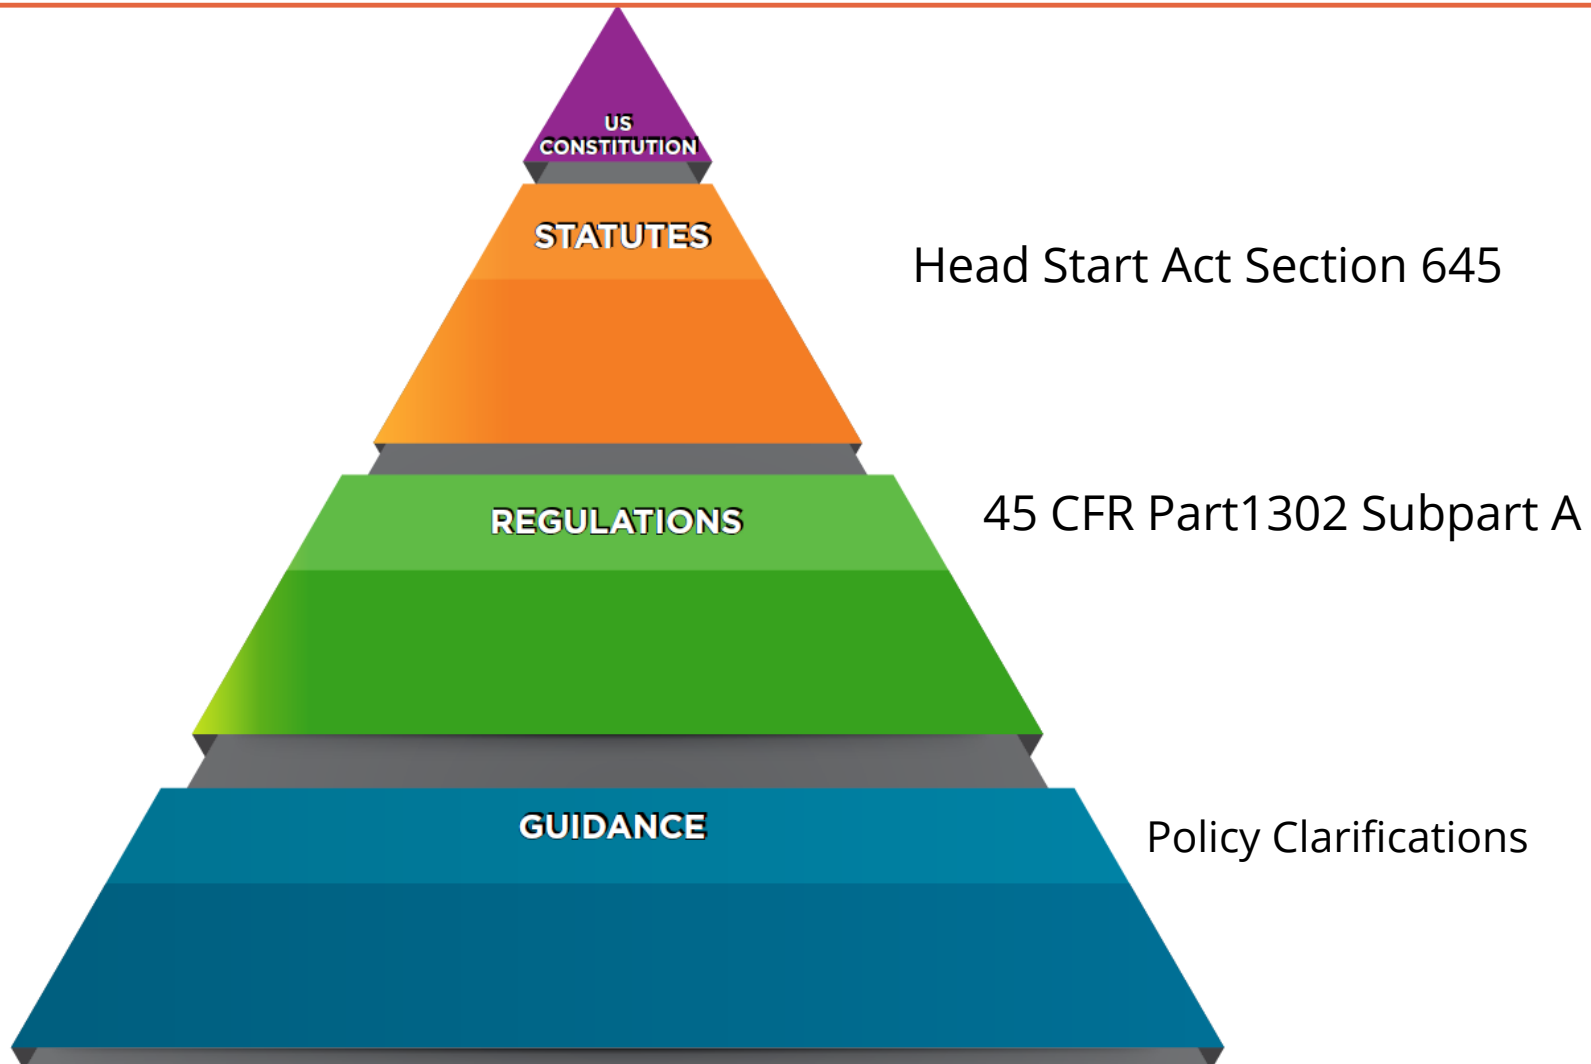 US
CONSTITUTION
STATUTES
Head Start Act Section 645
REGULATIONS
45 CFR Part1302 Subpart A
GUIDANCE
Policy Clarifications